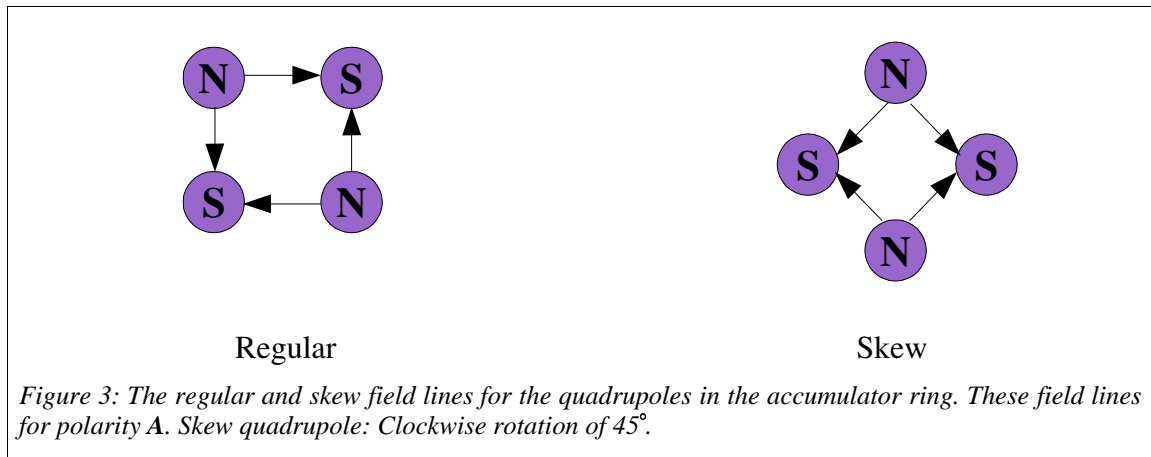 N S
S N
N
S S
N
Regular Skew
Figure 3: The regular and skew field lines for the quadrupoles in the accumulator ring. These field lines
for polarity A. Skew quadrupole: Clockwise rotation of 45°.